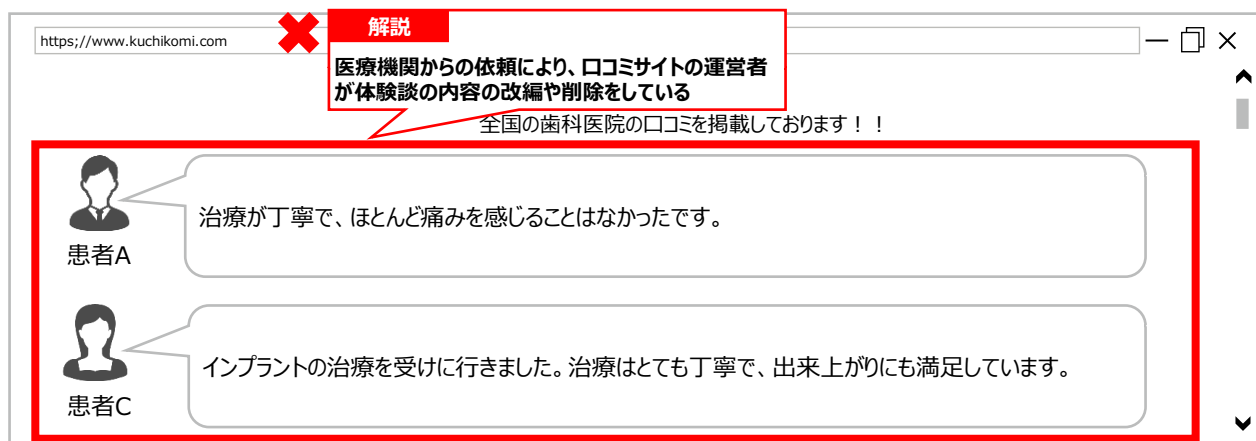 https;//www.kuchikomi.com
解説
医療機関からの依頼により、口コミサイトの運営者
が体験談の内容の改編や削除をしている
全国の歯科医院の口コミを掲載しております！！
治療が丁寧で、ほとんど痛みを感じることはなかったです。
患者A
インプラントの治療を受けに行きました。治療はとても丁寧で、出来上がりにも満足しています。
患者C